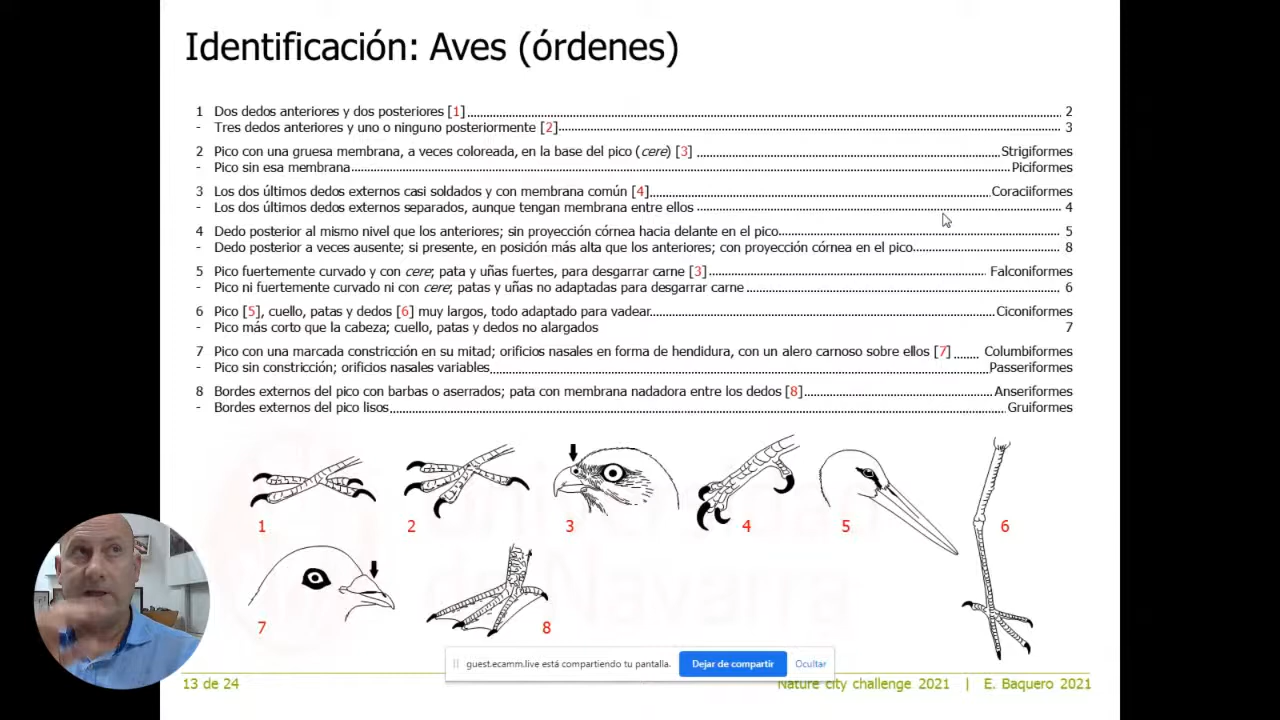 Identificación: Aves (órdenes)
1 Dos dedos anteriores y dos posteriores [1] 2
- Tres dedos anteriores y uno o ninguno posteriormente [2] 3
2 Pico con una gruesa membrana, a veces coloreada, en la base del pico (cere) [3] Strigiformes
- Pico sin esa membrana Piciformes
3 Los dos últimos dedos externos casi soldados y con membrana común [4] Coraciiformes
- Los dos últimos dedos externos separados, aunque tengan membrana entre ellos 4
4 Dedo posterior al mismo nivel que los anteriores; sin proyección córnea hacia delante en el pico 5
- Dedo posterior a veces ausente; si presente, en posición más alta que los anteriores; con proyección córnea en el pico 8
5 Pico fuertemente curvado y con cere; pata y uñas fuertes, para desgarrar carne [3] Falconiformes
- Pico ni fuertemente curvado ni con cere; patas y uñas no adaptadas para desgarrar carne 6
6 Pico [5], cuello, patas y dedos [6] muy largos, todo adaptado para vadear Ciconiformes
- Pico más corto que la cabeza; cuello, patas y dedos no alargados 7
7 Pico con una marcada constricción en su mitad; orificios nasales en forma de hendidura, con un alero carnoso sobre ellos [7] Columbiformes
- Pico sin constricción; orificios nasales variables Passeriformes
8 Bordes externos del pico con barbas o aserrados; pata con membrana nadadora entre los dedos [8] Anseriformes
- Bordes externos del pico lisos Gruiformes
1 2 3 4 5 6
7 8
de Navarra
guest.ecamm.live está compartiendo tu pantalla. Dejar de compartir Ocultar
13 de 24 Nature city challenge 2021 | E. Baquero 2021